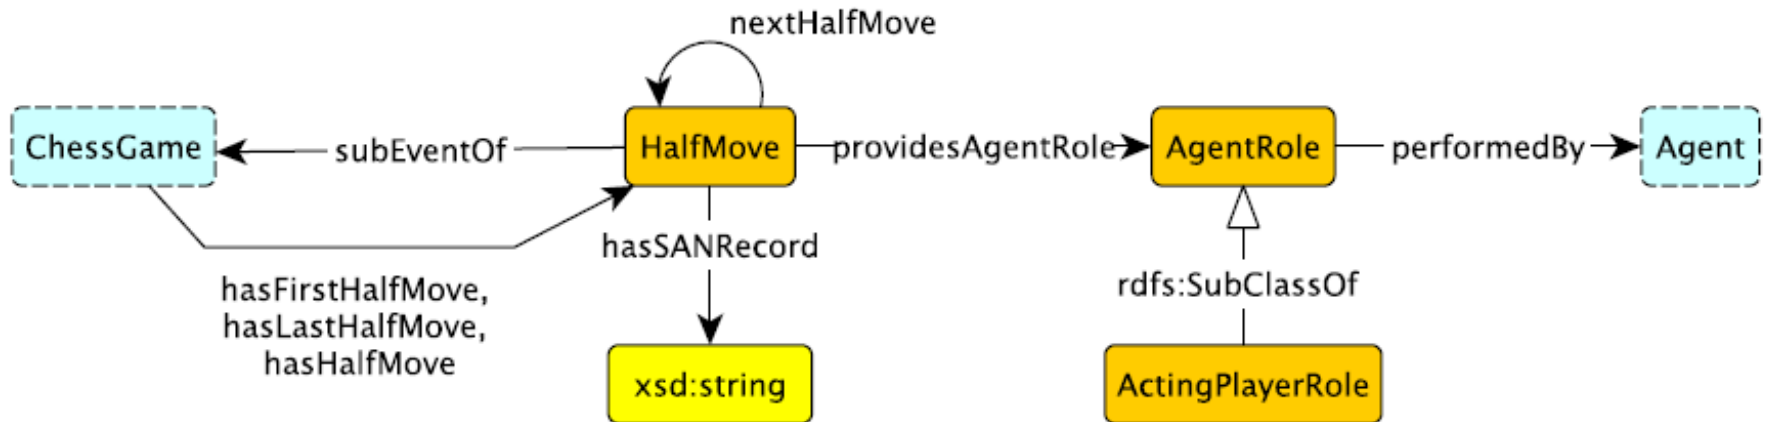 nextHalfMove
ChessGame
subEventOf
HalfMove
providesAgentRole
AgentRole
performedBy
Agent
hasSANRecord
rdfs:SubClassOf
hasFirstHalfMove,
hasLastHalfMove,
hasHalfMove
xsd:string
ActingPlayerRole